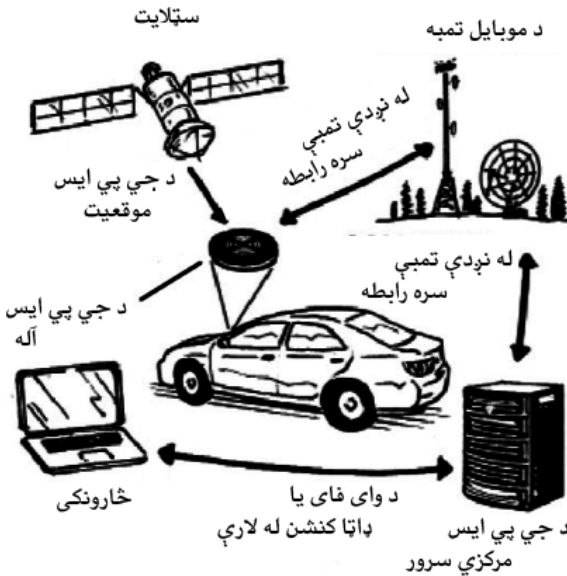 سټلایت
د موبایل تمبه
له نږدې تمبې
سره رابطه
د جي پي ایس
موقعیت
له نږدې تمبې
سره رابطه
د جي پي ایس
آله
څارونکی
د وای فای یا
ډاټا کنشن له لارې
د جي پي ایس
مرکزي سرور